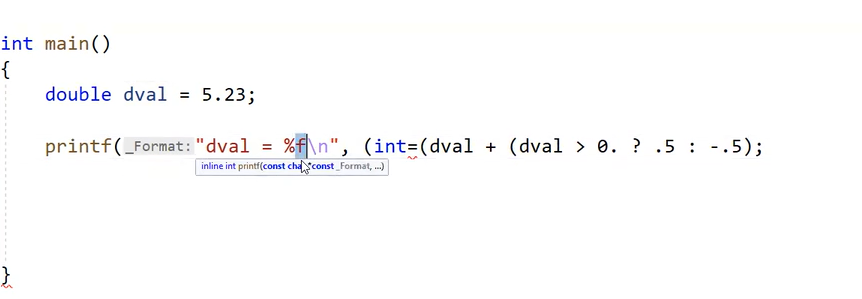 int main()
{
double dval = 5.23;
printf(_Format:"dval = %f\n", (int=(dval + (dval > 0. ? .5 : -.5);
inline int printf(const char *const _Format, ...)
}